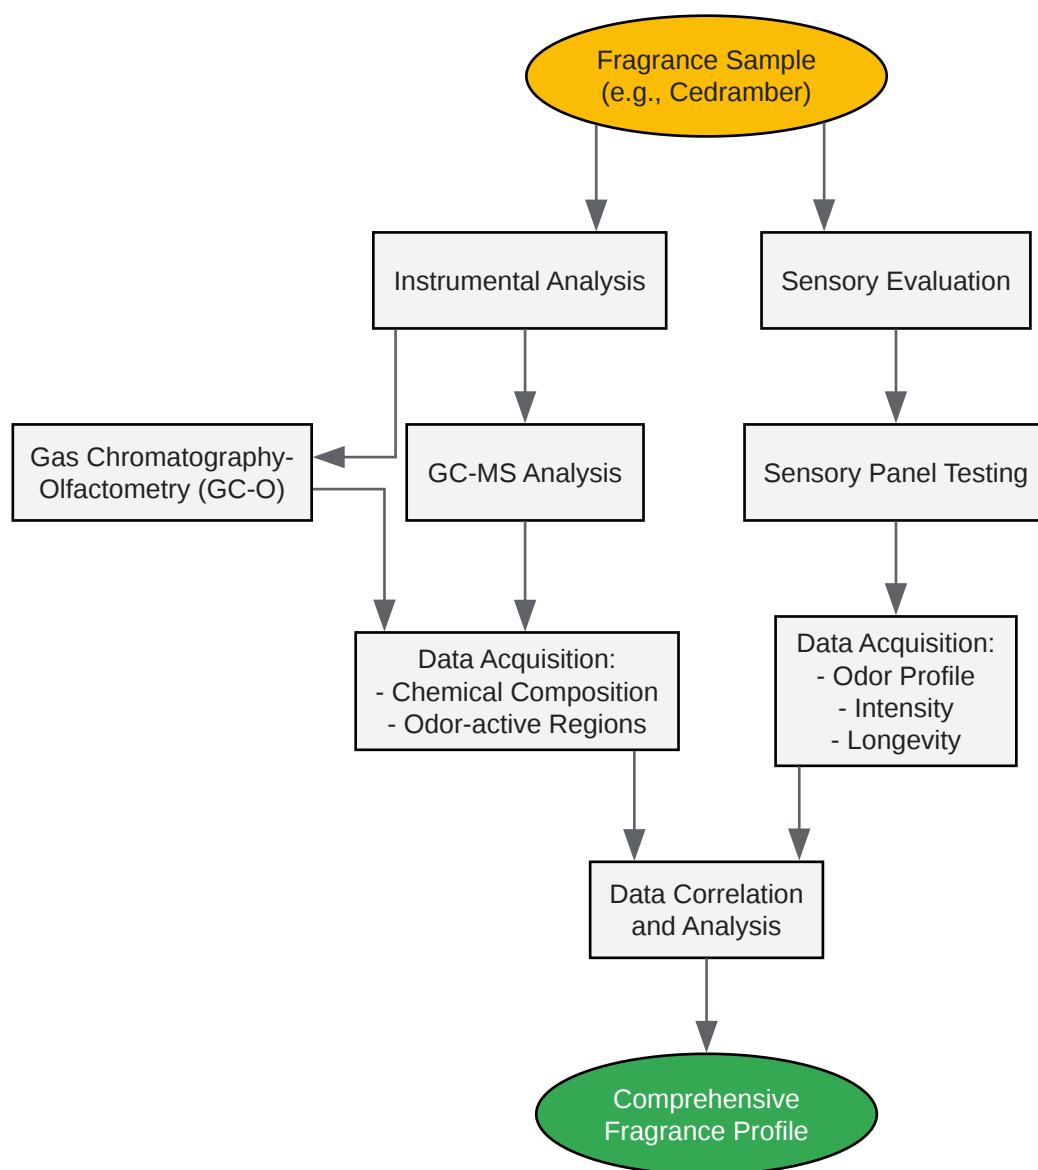 Fragrance Sample
(e.g., Cedramber)
Instrumental Analysis
Sensory Evaluation
Gas Chromatography-
Olfactometry (GC-O)
GC-MS Analysis
Sensory Panel Testing
Data Acquisition:
- Chemical Composition
- Odor-active Regions
Data Acquisition:
- Odor Profile
- Intensity
- Longevity
Data Correlation
and Analysis
Comprehensive
Fragrance Profile